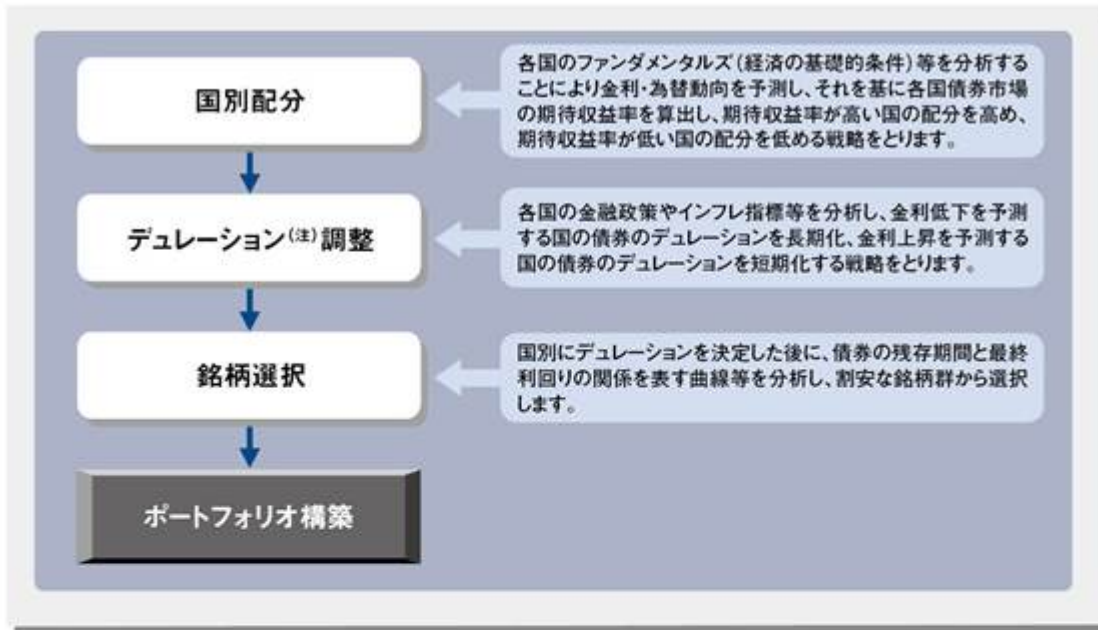 国別配分
各国のファンダメンタルズ(経済の基礎的条件)等を分析する
ことにより金利・為替動向を予測し、それを基に各国債券市場
の期待収益率を算出し、期待収益率が高い国の配分を高め、
期待収益率が低い国の配分を低める戦略をとります。
デュレーション(注)調整
各国の金融政策やインフレ指標等を分析し、金利低下を予測
する国の債券のデュレーションを長期化、金利上昇を予測する
国の債券のデュレーションを短期化する戦略をとります。
銘柄選択
国別にデュレーションを決定した後に、債券の残存期間と最終
利回りの関係を表す曲線等を分析し、割安な銘柄群から選択
します。
ポートフォリオ構築